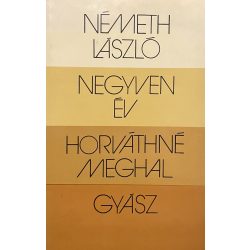 NÉMETH
LÁSZLÓ
NEGYVEN
ÉV
HORVÁTHNÉ
MEGHAL
GYÁSZ